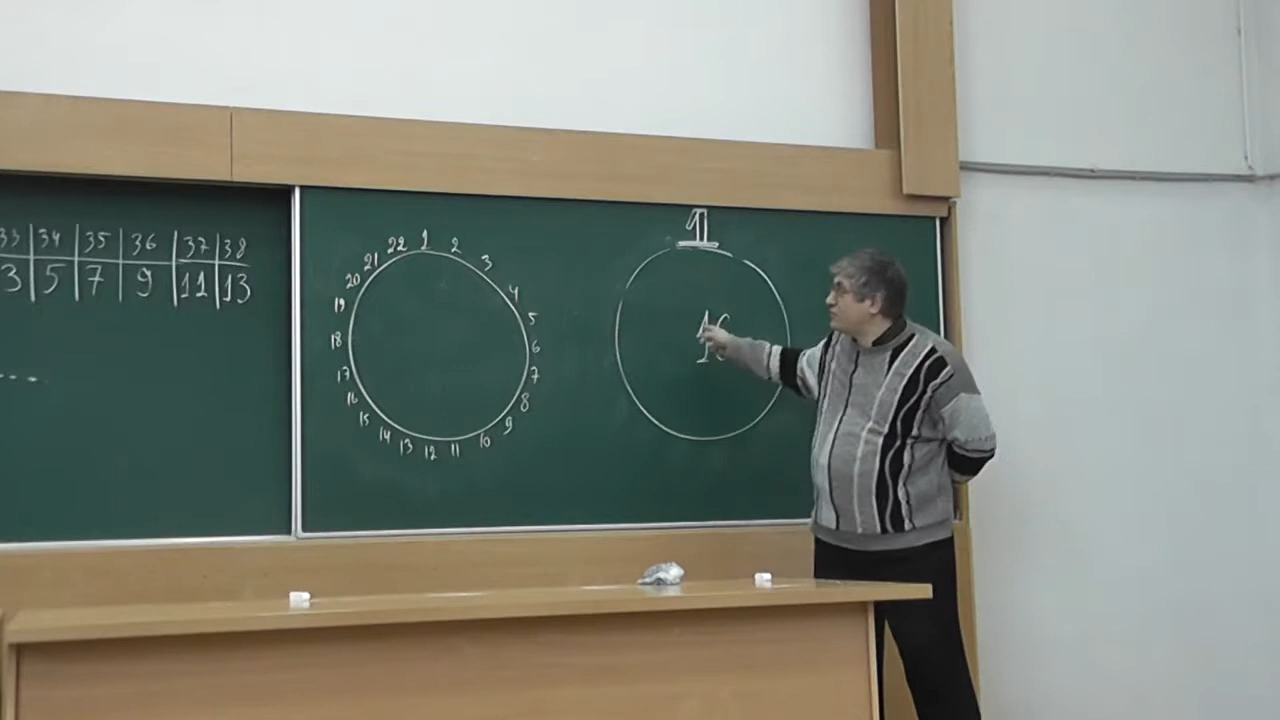 33 34 35 36 37 38
3 5 7 9 11 13
....
1 2 3 4 5 6 7 8 9 10 11 12 13 14 15 16 17 18 19 20 21 22
1